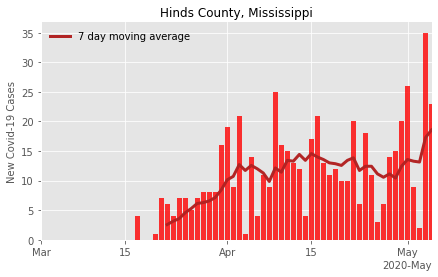 Hinds County, Mississippi
7 day moving average
New Covid-19 Cases
35
30
25
20
15
10
5
0
Mar
15
Apr
15
May
2020-May